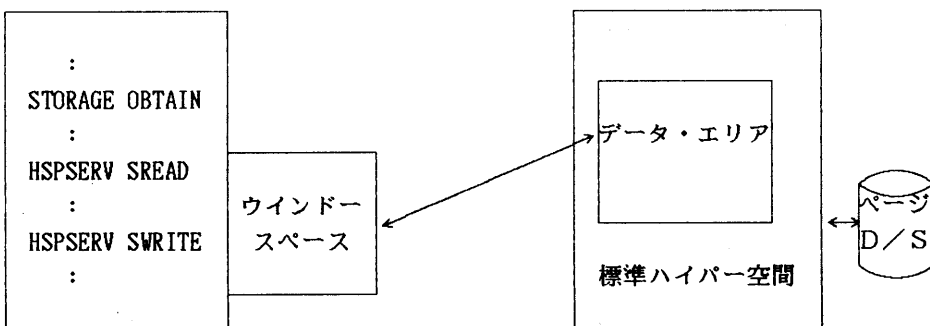 :
STORAGE OBTAIN
:
HSPSERV SREAD
:
HSPSERV SWRITE
:
ウインドー
スペース
データ・エリア
標準ハイパー空間
ページ
D/S